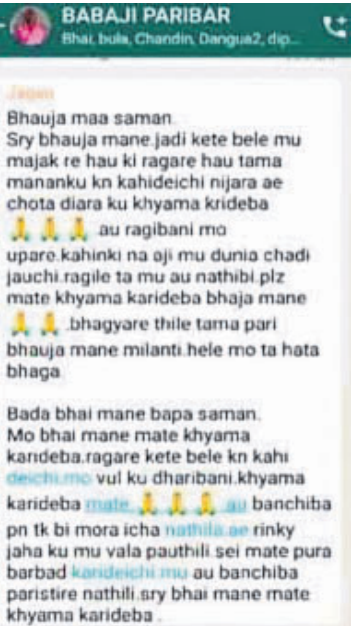 BABAJI PARIBAR
Bhai, bula, Chandin, Dangua2, dip...
Jagan
Bhauja maa saman.
Sry bhauja mane.jadi kete bele mu
majak re hau ki ragare hau tama
mananku kn kahideichi nijara ae
chota diara ku khyama krideba
🙏 🙏 🙏 au ragibani mo
upare.kahinki na aji mu dunia chadi
jauchi.ragile ta mu au nathibi.plz
mate khyama karideba bhaja mane
🙏 🙏 .bhagyare thile tama pari
bhauja mane milanti.hele mo ta hata
bhaga
Bada bhai mane bapa saman.
Mo bhai mane mate khyama
karideba.ragare kete bele kn kahi
deichi.mo vul ku dharibani.khyama
karideba mate.🙏 🙏 🙏 au banchiba
pn tk bi mora icha nathila.ae rinky
jaha ku mu vala pauthili sei mate pura
barbad karideichi mu au banchiba
paristire nathili.sry bhai mane mate
khyama karideba .